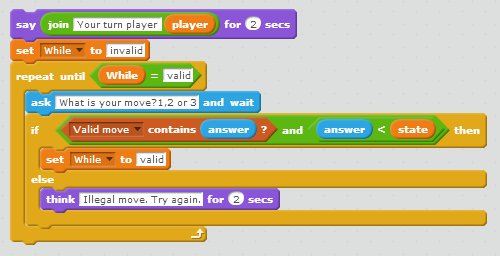 say join Your turn player player for 2 secs
set While to invalid
repeat until While = valid
ask What is your move?1,2 or 3 and wait
if Valid move contains answer ? and answer < state then
set While to valid
else
think Illegal move. Try again. for 2 secs